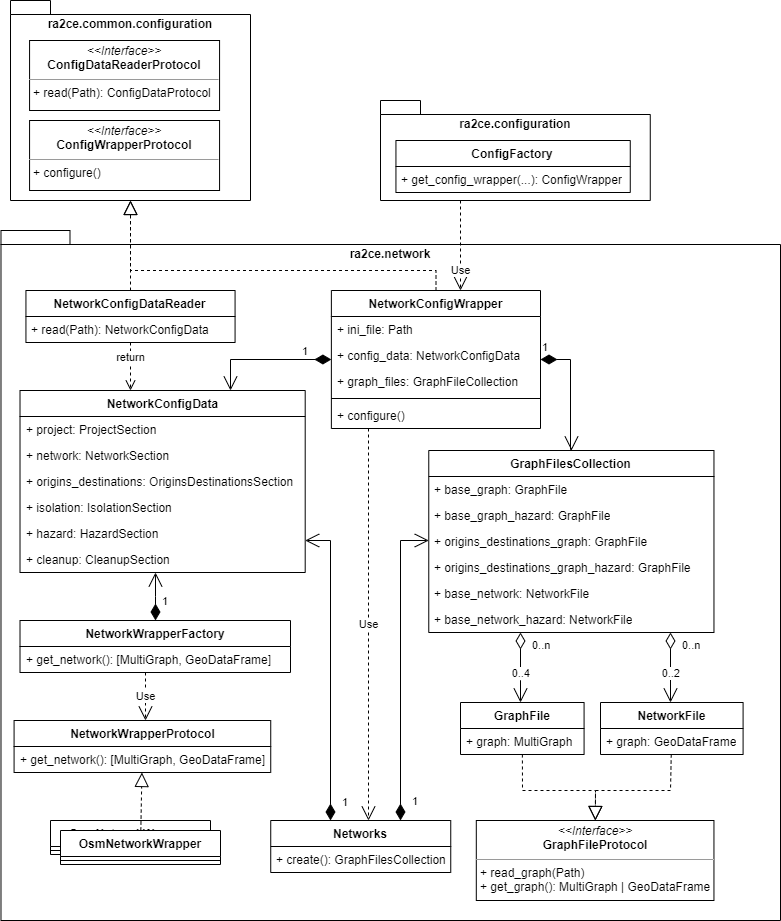 ra2ce.common.configuration
<<Interface>>
ConfigDataReaderProtocol
+ read(Path): ConfigDataProtocol
<<Interface>>
ConfigWrapperProtocol
+ configure()
ra2ce.configuration
ConfigFactory
+ get_config_wrapper(...): ConfigWrapper
ra2ce.network
Use
NetworkConfigDataReader
+ read(Path): NetworkConfigData
return
NetworkConfigWrapper
+ ini_file: Path
+ config_data: NetworkConfigData
+ graph_files: GraphFileCollection
+ configure()
1
1
NetworkConfigData
+ project: ProjectSection
+ network: NetworkSection
+ origins_destinations: OriginsDestinationsSection
+ isolation: IsolationSection
+ hazard: HazardSection
+ cleanup: CleanupSection
GraphFilesCollection
+ base_graph: GraphFile
+ base_graph_hazard: GraphFile
+ origins_destinations_graph: GraphFile
+ origins_destinations_graph_hazard: GraphFile
+ base_network: NetworkFile
+ base_network_hazard: NetworkFile
1
NetworkWrapperFactory
+ get_network(): [MultiGraph, GeoDataFrame]
Use
Use
0..n
0..n
0..4
0..2
NetworkWrapperProtocol
+ get_network(): [MultiGraph, GeoDataFrame]
GraphFile
+ graph: MultiGraph
NetworkFile
+ graph: GeoDataFrame
OsmNetworkWrapper
1
1
Networks
+ create(): GraphFilesCollection
<<Interface>>
GraphFileProtocol
+ read_graph(Path)
+ get_graph(): MultiGraph | GeoDataFrame